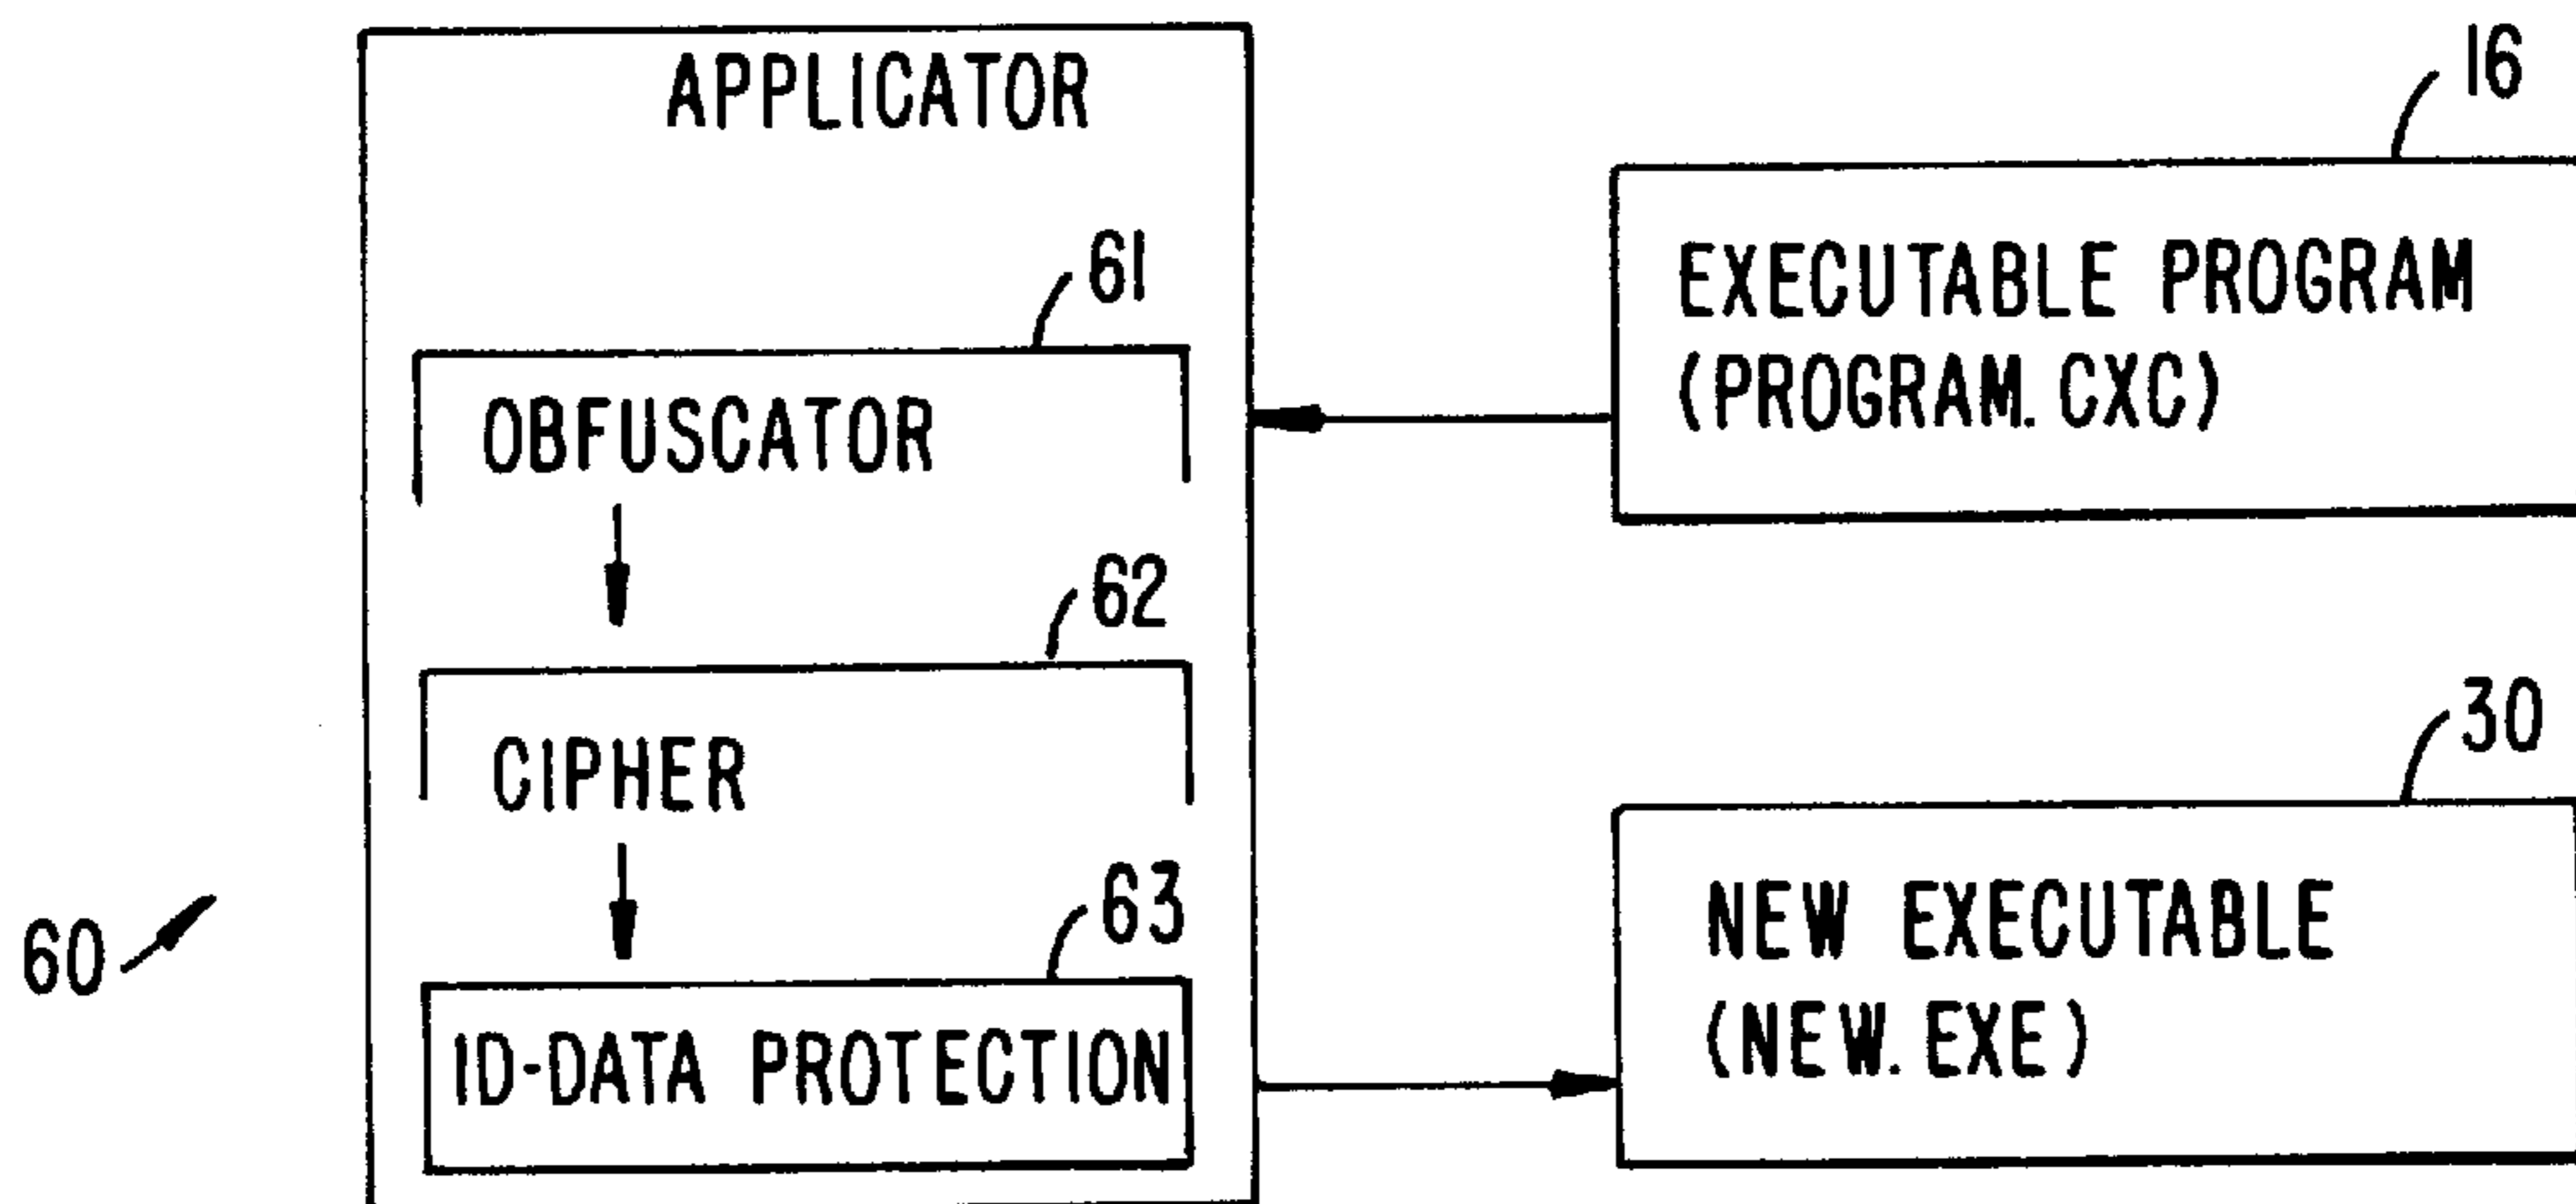 APPLICATOR
61
OBFUSCATOR
62
CIPHER
63
ID-DATA PROTECTION
60
16
EXECUTABLE PROGRAM
(PROGRAM.CXC)
30
NEW EXECUTABLE
(NEW.EXE)